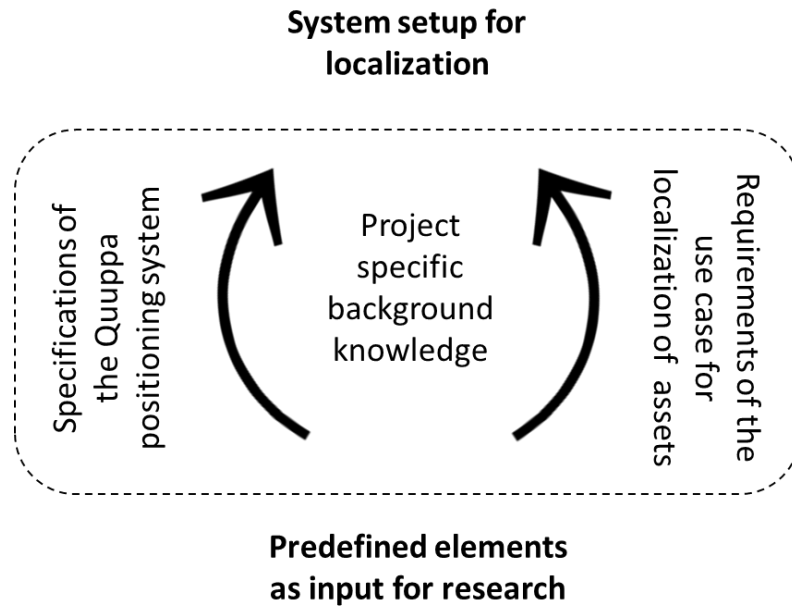 System setup for
localization
Specifications of
the Quuppa
positioning system
Project
specific
background
knowledge
Requirements of the
use case for
localization of assets
Predefined elements
as input for research